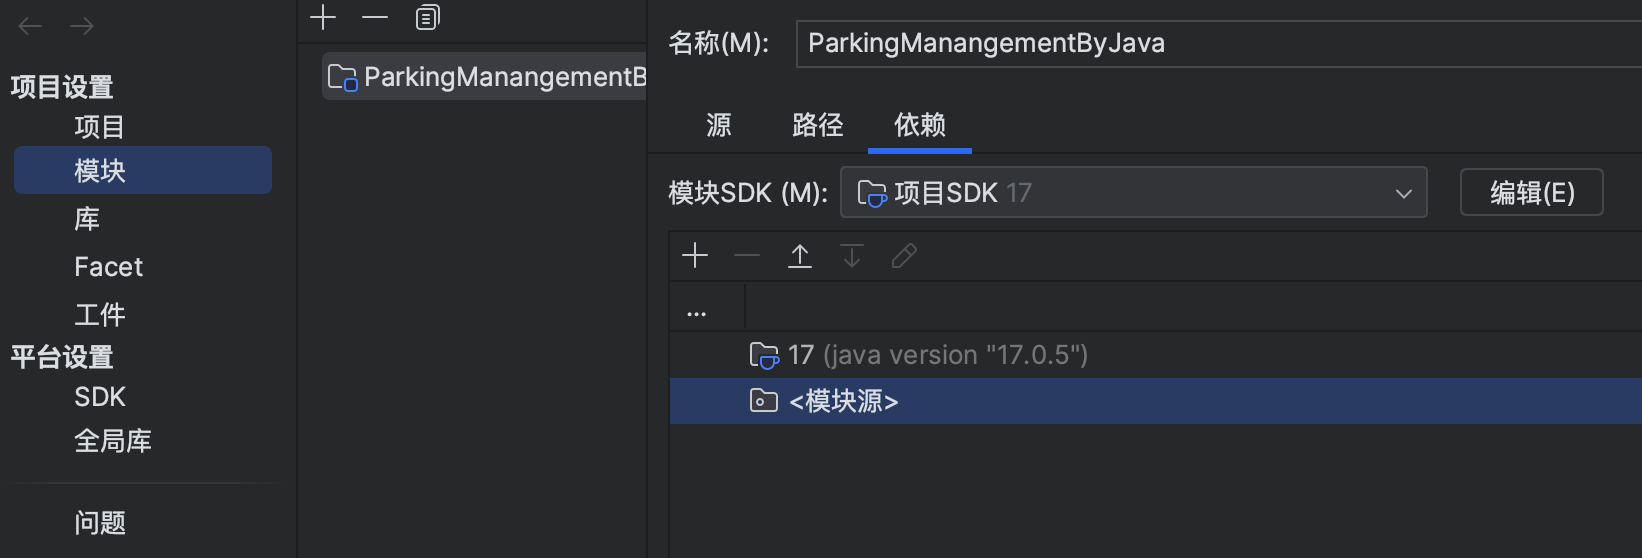 项目设置
项目
模块
库
Facet
工件
平台设置
SDK
全局库
问题
ParkingManangementB
名称(M): ParkingManangementByJava
源 路径 依赖
模块SDK (M): 项目SDK 17 编辑(E)
...
17 (java version "17.0.5")
<模块源>